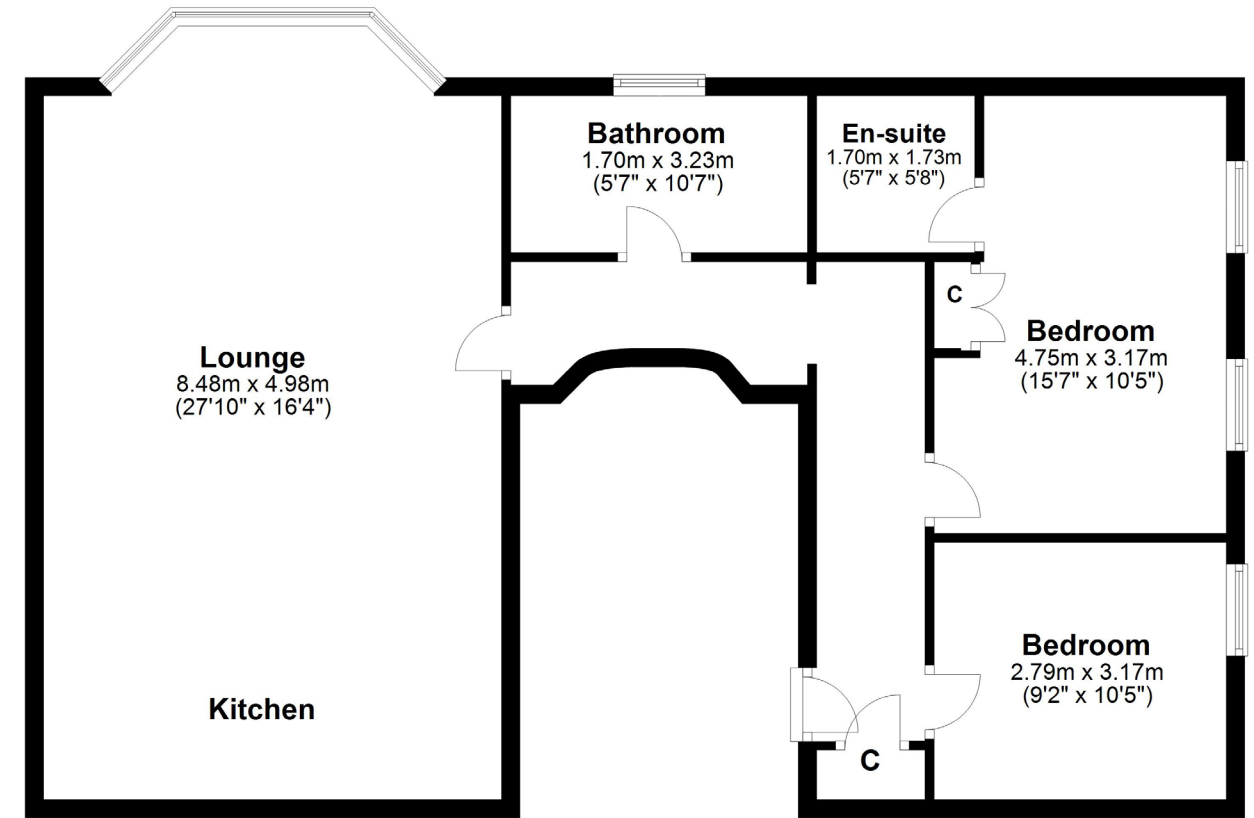 Bathroom
1.70m x 3.23m
(5'7" x 10'7")
En-suite
1.70m x 1.73m
(5'7" x 5'8")
C
Bedroom
4.75m x 3.17m
(15'7" x 10'5")
Lounge
8.48m x 4.98m
(27'10" x 16'4")
Bedroom
2.79m x 3.17m
(9'2" x 10'5")
Kitchen
C